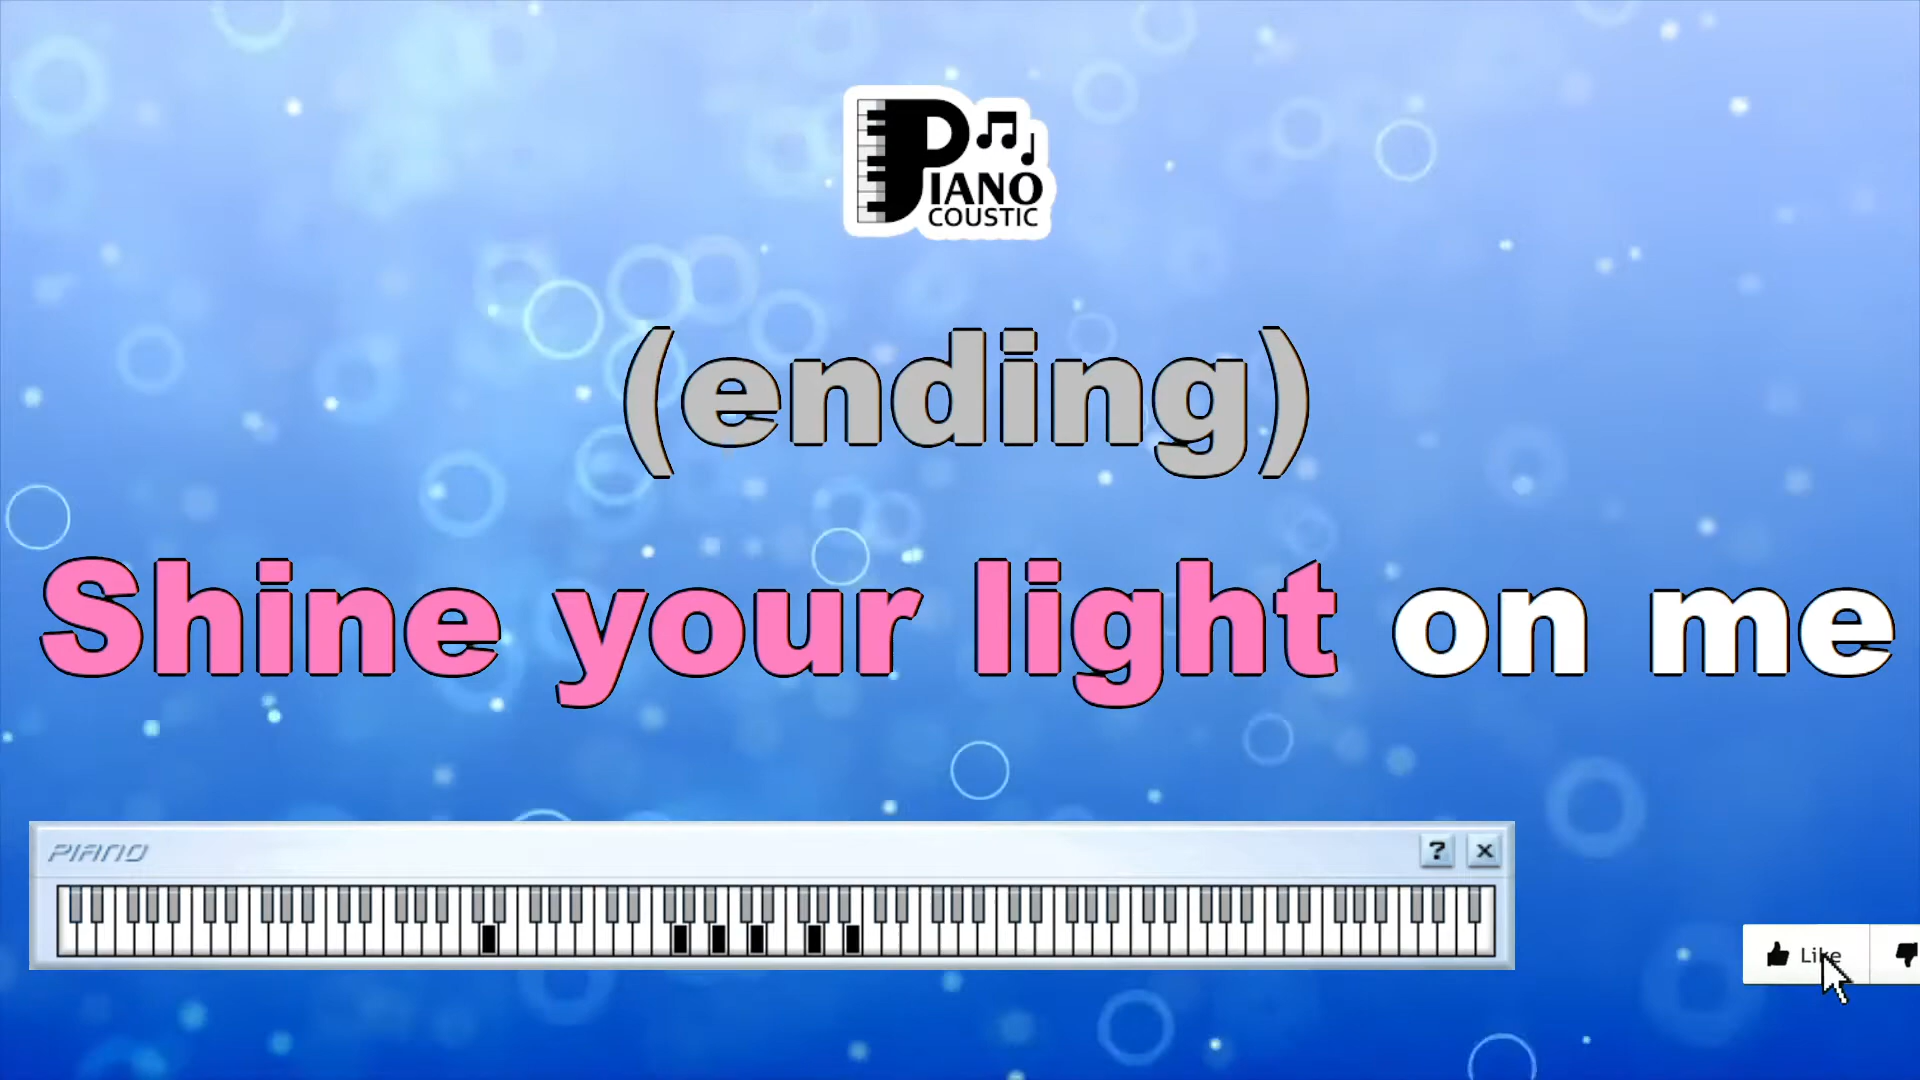 PIANO
COUSTIC
(ending)
Shine your light on me
PIANO
? x
Like